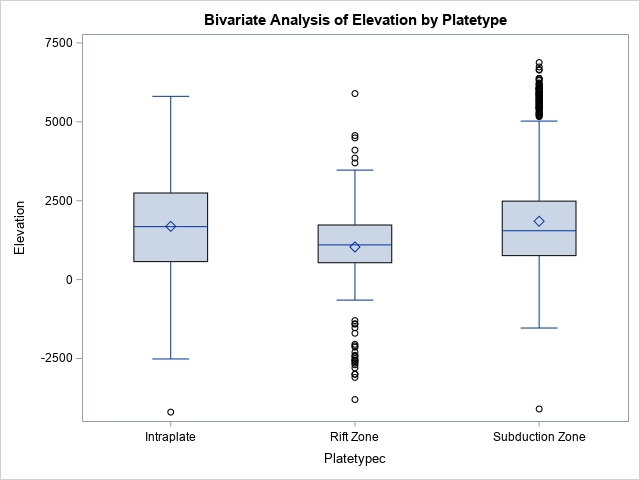 Bivariate Analysis of Elevation by Platetype
7500
5000
2500
0
-2500
Elevation
Intraplate
Rift Zone
Subduction Zone
Platetypec